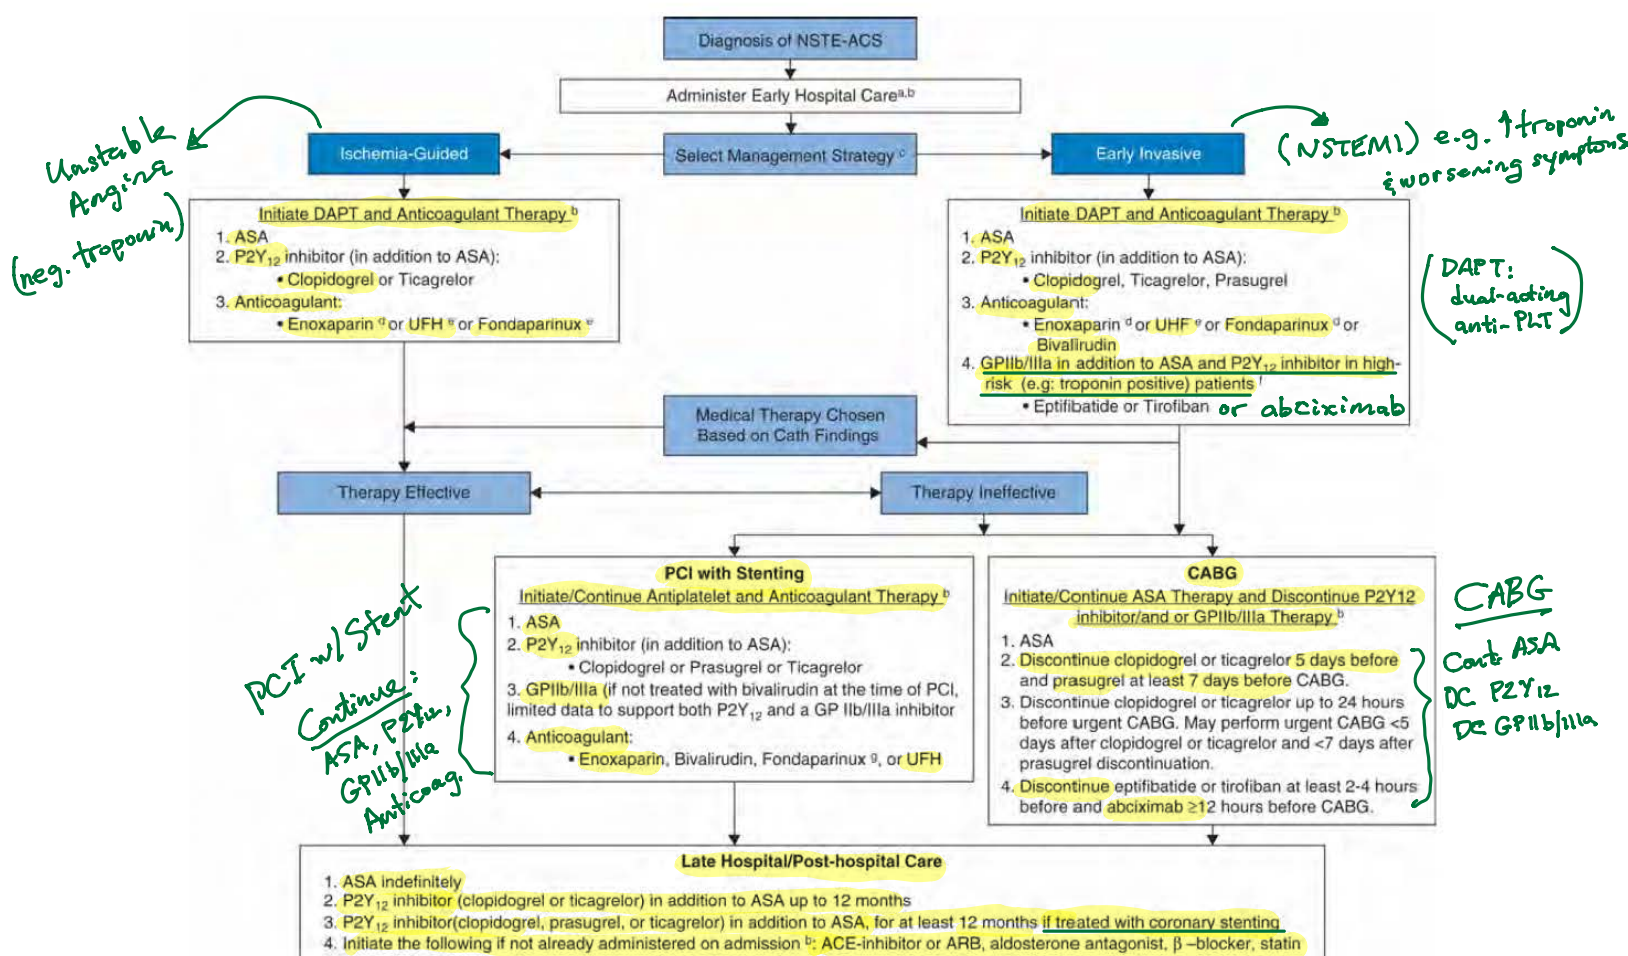 Diagnosis of NSTE-ACS
Administer Early Hospital Care a,b
Unstable
Angina
(neg. troponin)
Ischemia-Guided
Select Management Strategy c
Early Invasive
(NSTEMI) e.g. ↑troponin
& worsening symptoms
Initiate DAPT and Anticoagulant Therapy b
1. ASA
2. P2Y12 inhibitor (in addition to ASA):
• Clopidogrel or Ticagrelor
3. Anticoagulant:
• Enoxaparin d or UFH e or Fondaparinux e
Initiate DAPT and Anticoagulant Therapy b
1. ASA
2. P2Y12 inhibitor (in addition to ASA):
• Clopidogrel, Ticagrelor, Prasugrel
3. Anticoagulant:
• Enoxaparin d or UHF e or Fondaparinux d or
Bivalirudin
4. GPIIb/IIIa in addition to ASA and P2Y12 inhibitor in high-
risk (e.g: troponin positive) patients f
• Eptifibatide or Tirofiban or abciximab
(DAPT:
dual-acting
anti-PLT)
Medical Therapy Chosen
Based on Cath Findings
Therapy Effective
Therapy Ineffective
PCI w/ Stent
Continue:
ASA, P2Y12,
GPIIb/IIIa
Anticoag.
PCI with Stenting
Initiate/Continue Antiplatelet and Anticoagulant Therapy b
1. ASA
2. P2Y12 inhibitor (in addition to ASA):
• Clopidogrel or Prasugrel or Ticagrelor
3. GPIIb/IIIa (if not treated with bivalirudin at the time of PCI,
limited data to support both P2Y12 and a GP IIb/IIIa inhibitor
4. Anticoagulant:
• Enoxaparin, Bivalirudin, Fondaparinux g, or UFH
CABG
Initiate/Continue ASA Therapy and Discontinue P2Y12
inhibitor/and or GPIIb/IIIa Therapy b
1. ASA
2. Discontinue clopidogrel or ticagrelor 5 days before
and prasugrel at least 7 days before CABG.
3. Discontinue clopidogrel or ticagrelor up to 24 hours
before urgent CABG. May perform urgent CABG <5
days after clopidogrel or ticagrelor and <7 days after
prasugrel discontinuation.
4. Discontinue eptifibatide or tirofiban at least 2-4 hours
before and abciximab ≥12 hours before CABG.
CABG
Cont. ASA
DC P2Y12
DC GPIIb/IIIa
Late Hospital/Post-hospital Care
1. ASA indefinitely
2. P2Y12 inhibitor (clopidogrel or ticagrelor) in addition to ASA up to 12 months
3. P2Y12 inhibitor(clopidogrel, prasugrel, or ticagrelor) in addition to ASA, for at least 12 months if treated with coronary stenting
4. Initiate the following if not already administered on admission b: ACE-inhibitor or ARB, aldosterone antagonist, β –blocker, statin